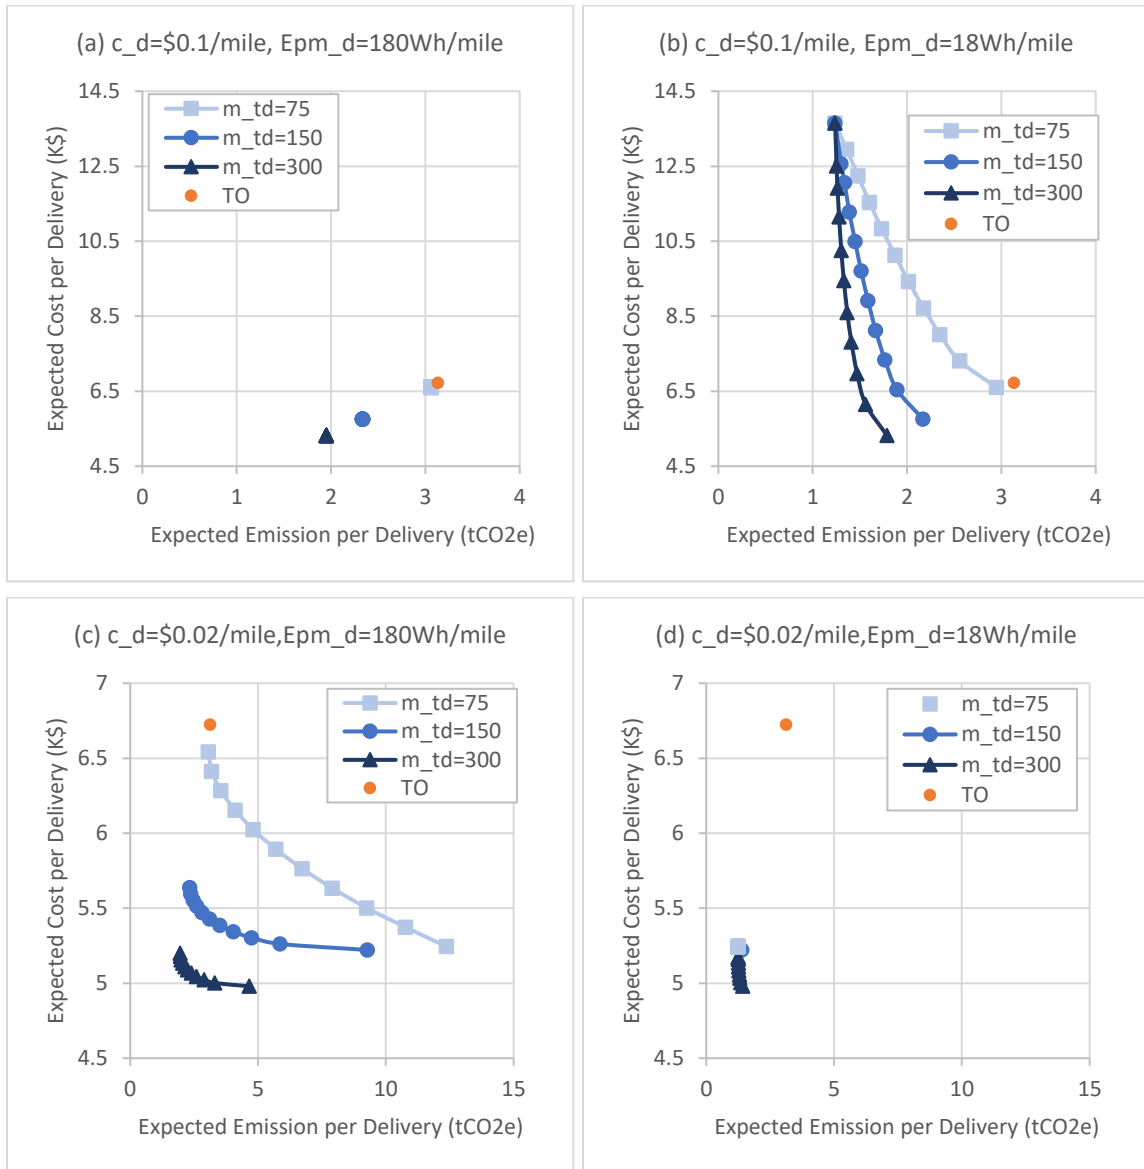 (a) c_d=$0.1/mile, Epm_d=180Wh/mile
Expected Cost per Delivery (K$)
14.5
12.5
10.5
8.5
6.5
4.5
m_td=75
m_td=150
m_td=300
TO
0
1
2
3
4
Expected Emission per Delivery (tCO2e)
(b) c_d=$0.1/mile, Epm_d=18Wh/mile
Expected Cost per Delivery (K$)
14.5
12.5
10.5
8.5
6.5
4.5
m_td=75
m_td=150
m_td=300
TO
0
1
2
3
4
Expected Emission per Delivery (tCO2e)
(c) c_d=$0.02/mile,Epm_d=180Wh/mile
Expected Cost per Delivery (K$)
7
6.5
6
5.5
5
4.5
m_td=75
m_td=150
m_td=300
TO
0
5
10
15
Expected Emission per Delivery (tCO2e)
(d) c_d=$0.02/mile,Epm_d=18Wh/mile
Expected Cost per Delivery (K$)
7
6.5
6
5.5
5
4.5
m_td=75
m_td=150
m_td=300
TO
0
5
10
15
Expected Emission per Delivery (tCO2e)